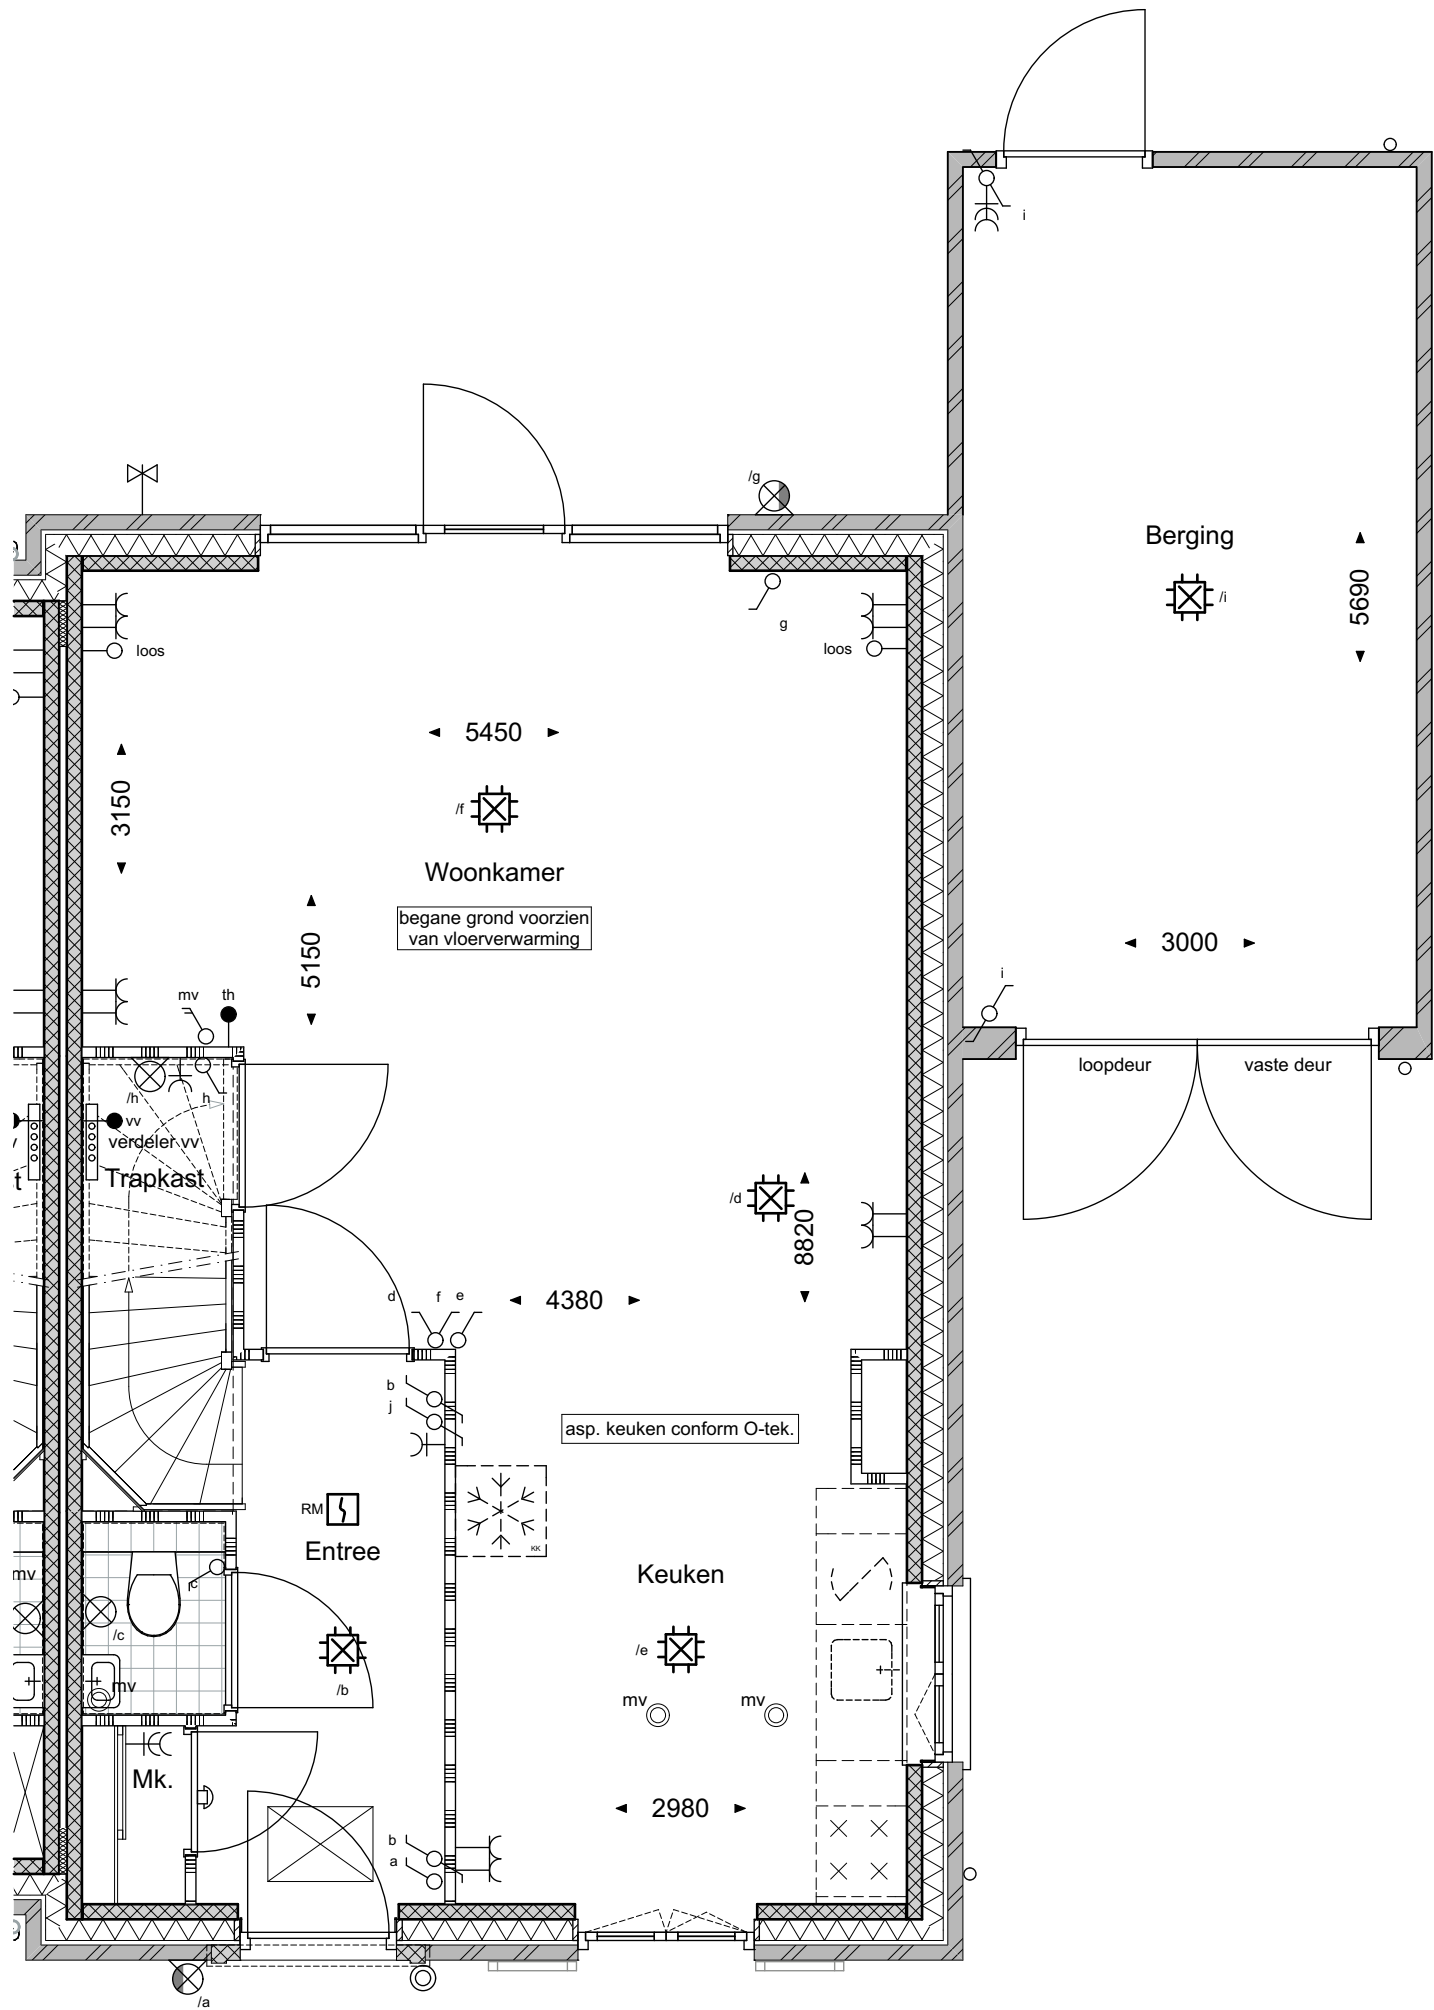 i
/g
Berging
/i
5690
g
loos
loos
5450
3150
/f
Woonkamer
begane grond voorzien
van vloerverwarming
5150
3000
mv
th
i
loopdeur
vaste deur
/h
h
vv
verdeler vv
Trapkast
t
/d
8820
d
f
e
4380
b
j
asp. keuken conform O-tek.
RM
Entree
KK
Keuken
mv
c
/c
/e
/b
mv
mv
mv
Mk.
2980
b
a
/a